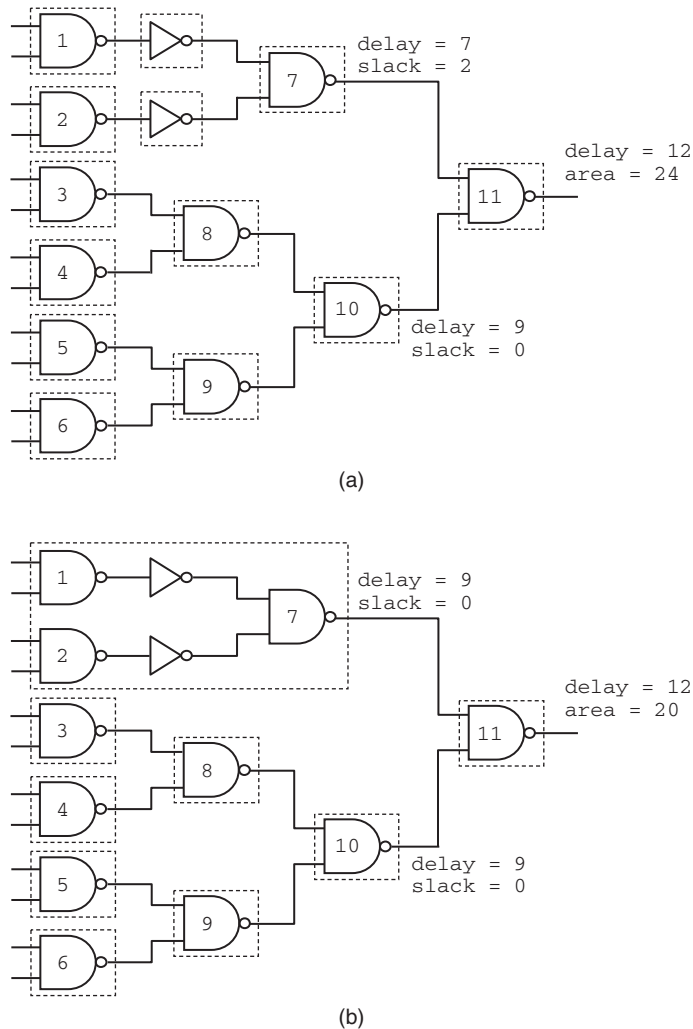 1
7
delay = 7
slack = 2
2
delay = 12
area = 24
3
11
8
4
10
5
delay = 9
slack = 0
9
6
(a)
1
delay = 9
slack = 0
7
2
delay = 12
area = 20
3
11
8
4
10
5
delay = 9
slack = 0
9
6
(b)